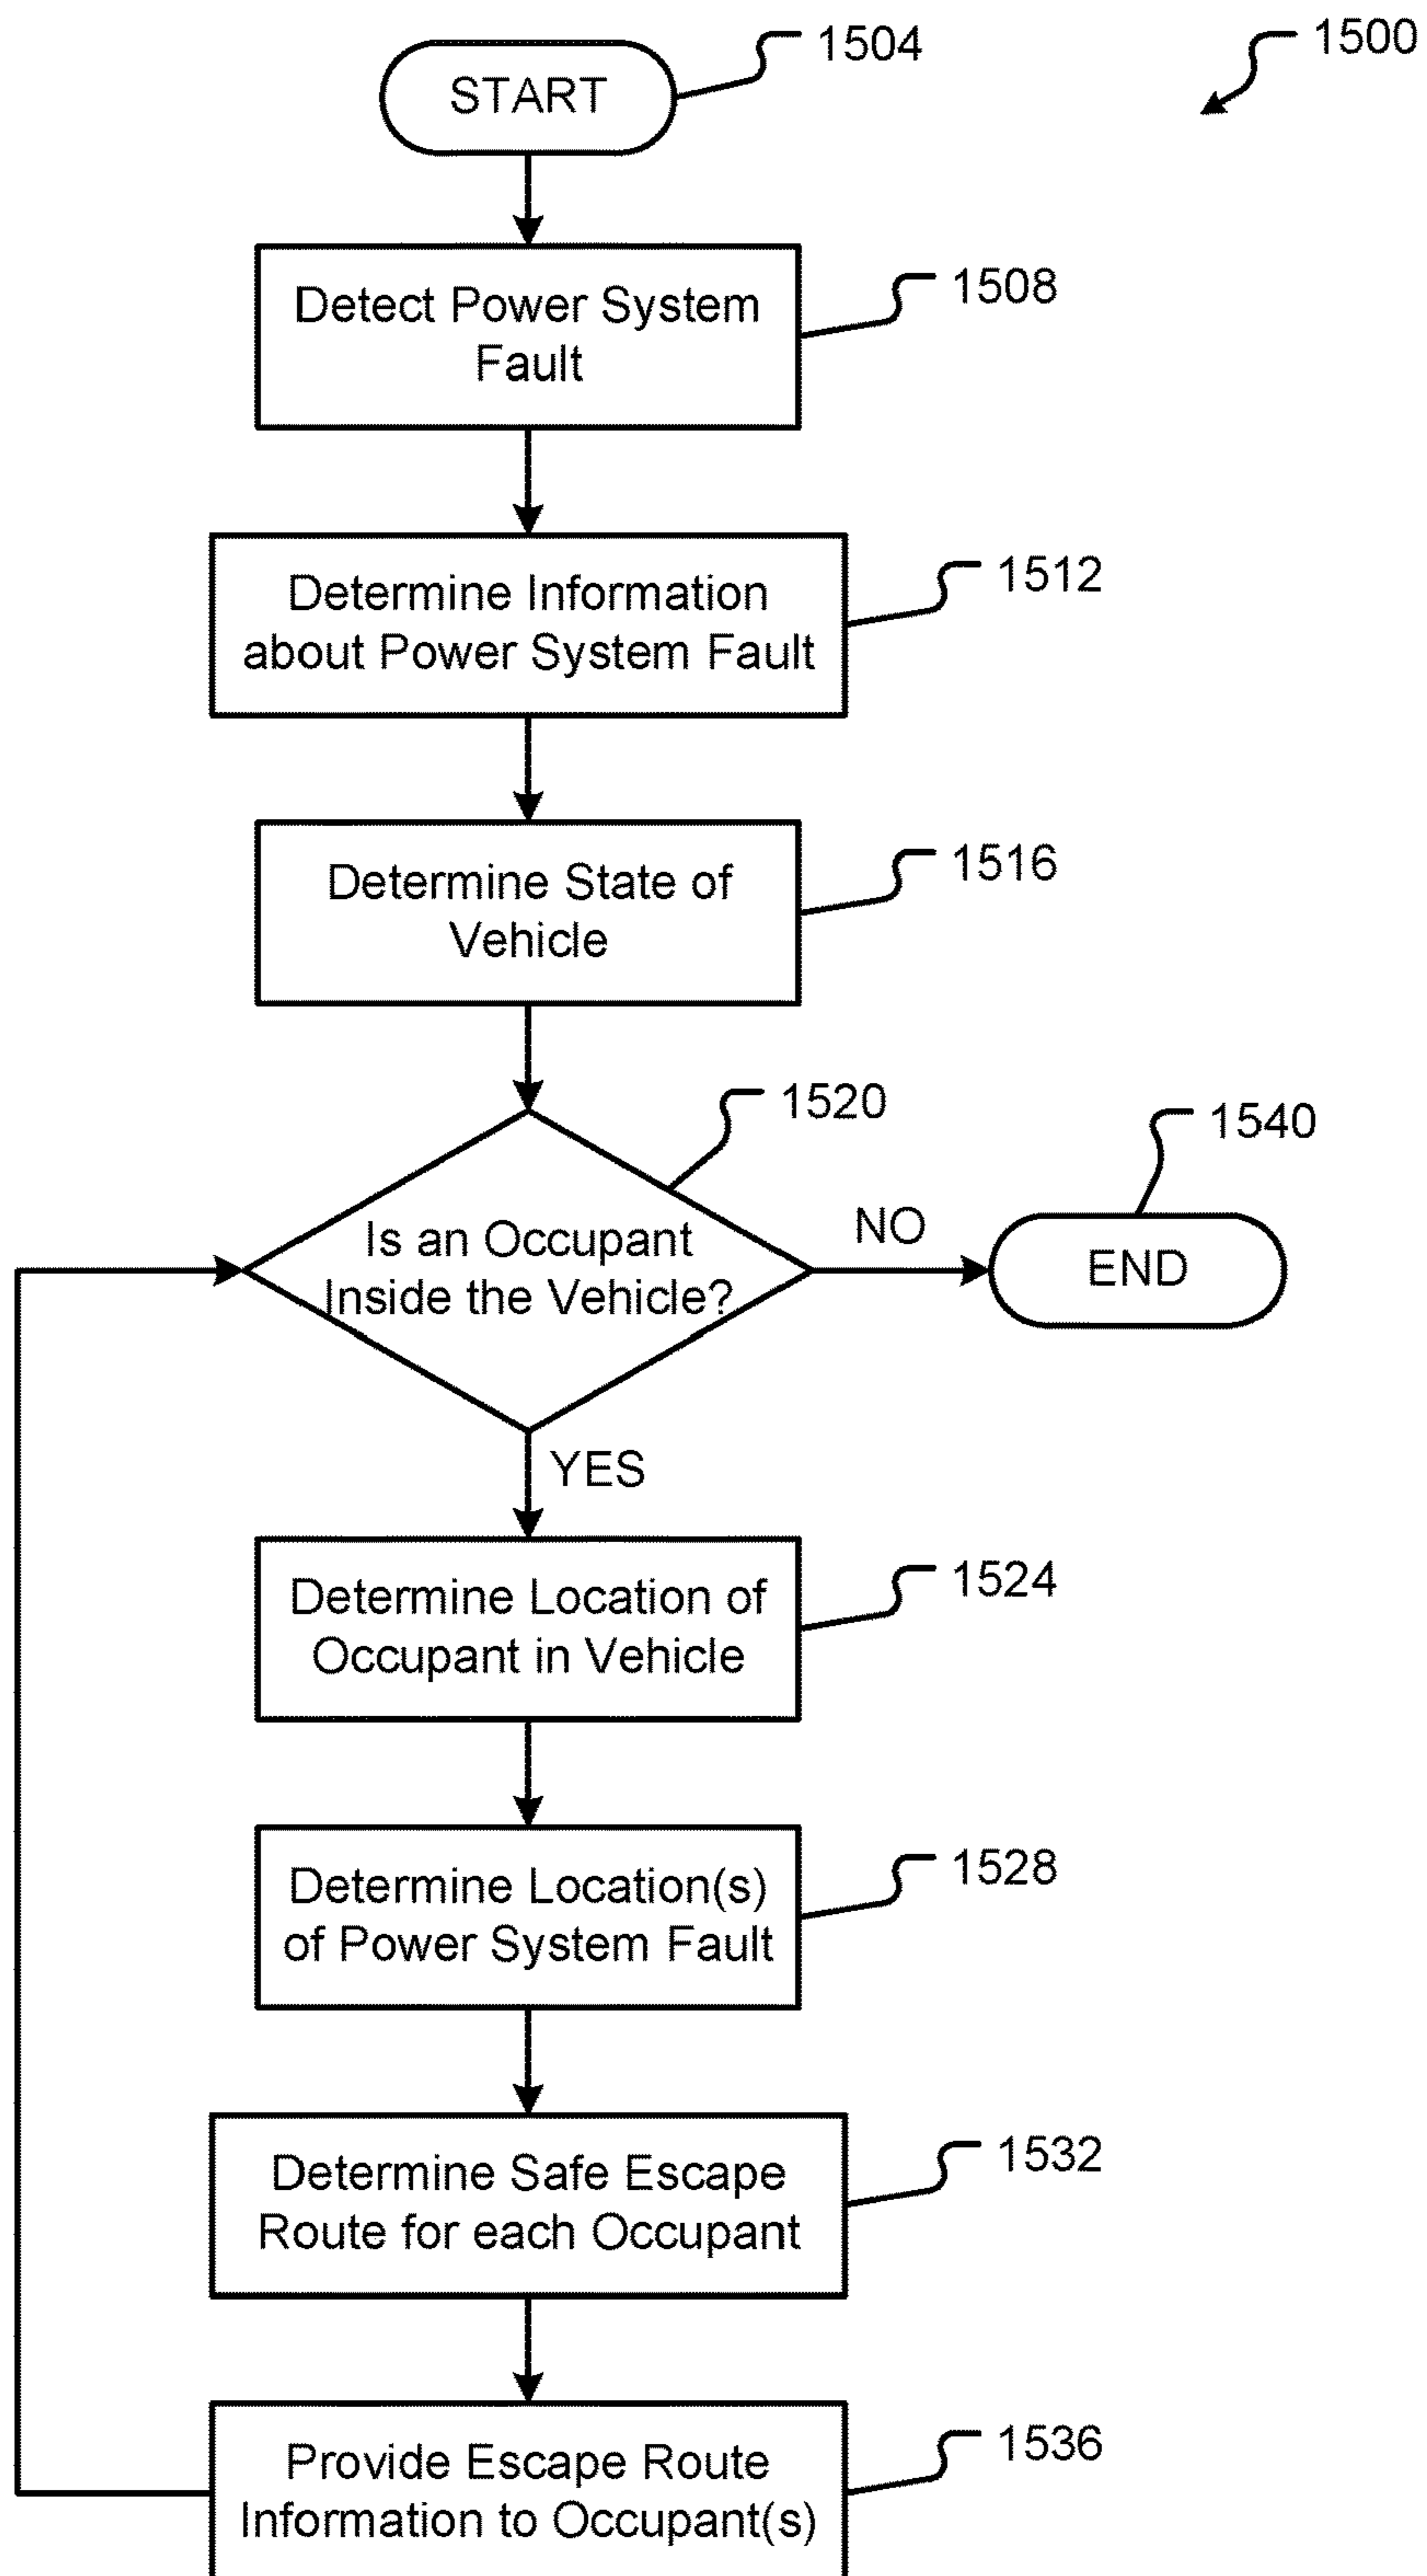 1504
1500
START
1508
Detect Power System
Fault
1512
Determine Information
about Power System Fault
1516
Determine State of
Vehicle
1520
1540
Is an Occupant
Inside the Vehicle?
NO
END
YES
1524
Determine Location of
Occupant in Vehicle
1528
Determine Location(s)
of Power System Fault
1532
Determine Safe Escape
Route for each Occupant
1536
Provide Escape Route
Information to Occupant(s)